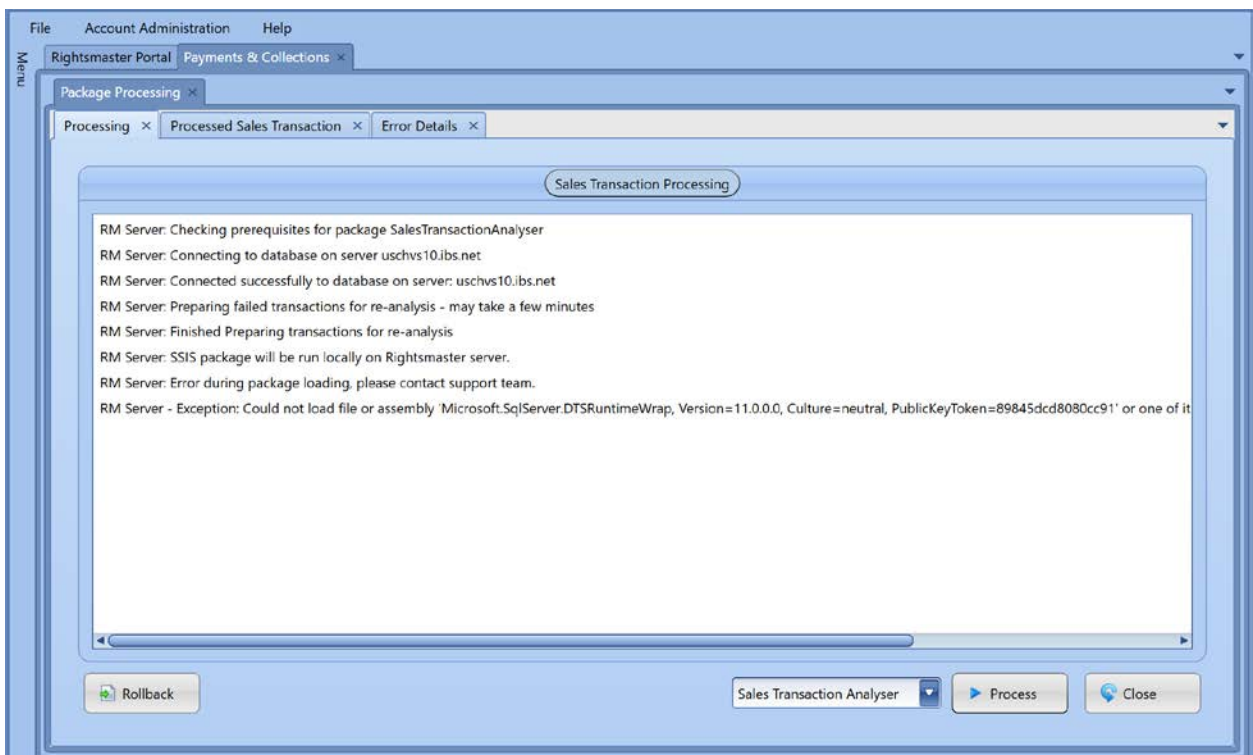 File Account Administration Help
Menu
Rightsmaster Portal Payments & Collections ×
Package Processing ×
Processing × Processed Sales Transaction × Error Details ×
Sales Transaction Processing
RM Server: Checking prerequisites for package SalesTransactionAnalyser
RM Server: Connecting to database on server uschvs10.ibs.net
RM Server: Connected successfully to database on server: uschvs10.ibs.net
RM Server: Preparing failed transactions for re-analysis - may take a few minutes
RM Server: Finished Preparing transactions for re-analysis
RM Server: SSIS package will be run locally on Rightsmaster server.
RM Server: Error during package loading, please contact support team.
RM Server - Exception: Could not load file or assembly 'Microsoft.SqlServer.DTSRuntimeWrap, Version=11.0.0.0, Culture=neutral, PublicKeyToken=89845dcd8080cc91' or one of it
Rollback Sales Transaction Analyser Process Close